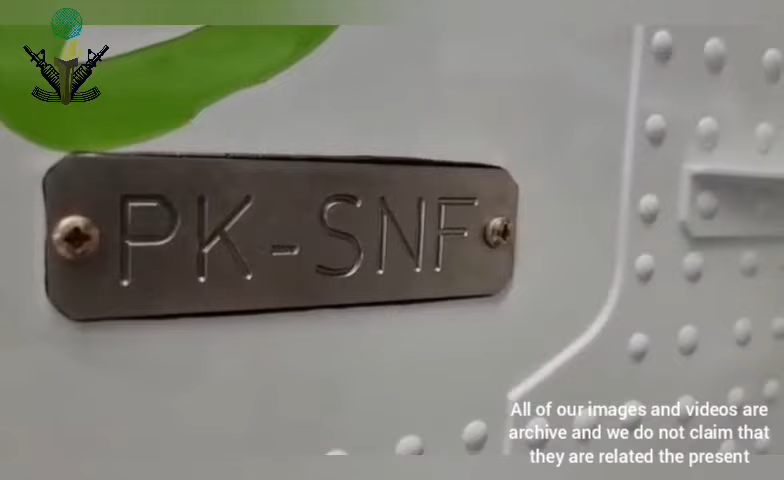 PK-SNF
All of our images and videos are
archive and we do not claim that
they are related the present